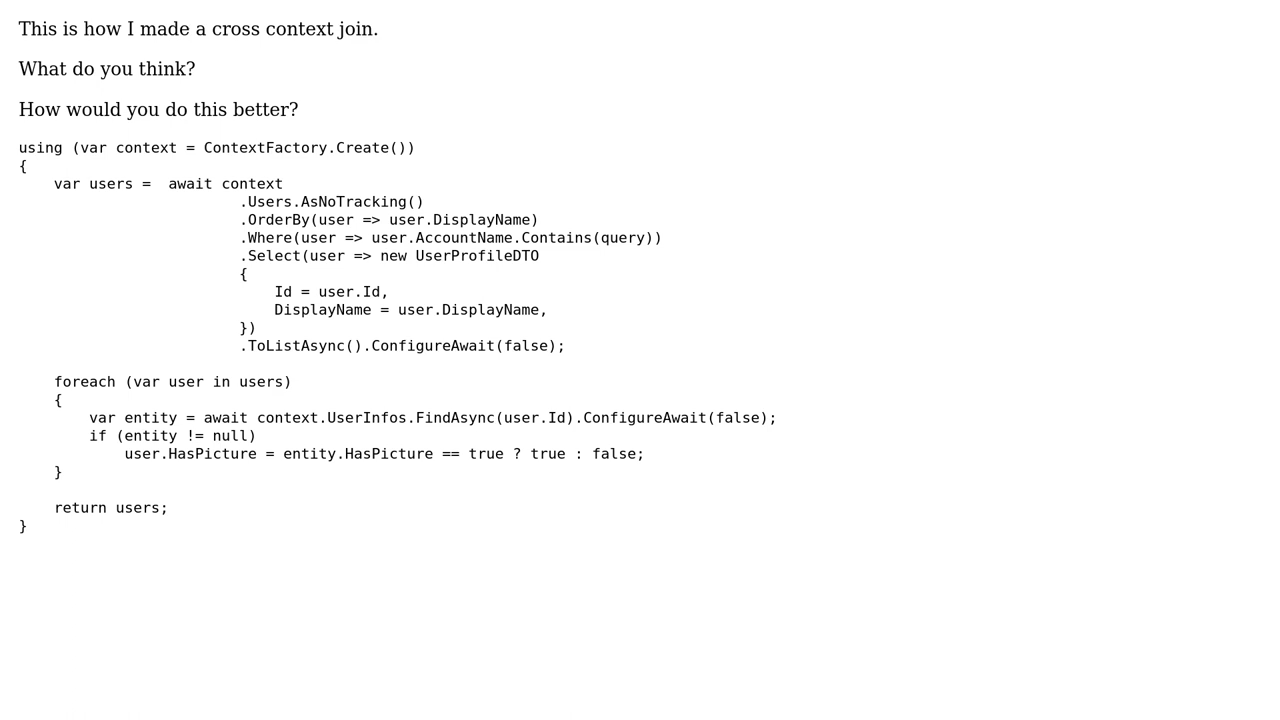 This is how I made a cross context join.
What do you think?
How would you do this better?
using (var context = ContextFactory.Create())
{
    var users =  await context
                         .Users.AsNoTracking()
                         .OrderBy(user => user.DisplayName)
                         .Where(user => user.AccountName.Contains(query))
                         .Select(user => new UserProfileDTO
                         {
                             Id = user.Id,
                             DisplayName = user.DisplayName,
                         })
                         .ToListAsync().ConfigureAwait(false);

    foreach (var user in users)
    {
        var entity = await context.UserInfos.FindAsync(user.Id).ConfigureAwait(false);
        if (entity != null)
            user.HasPicture = entity.HasPicture == true ? true : false;
    }

    return users;
}